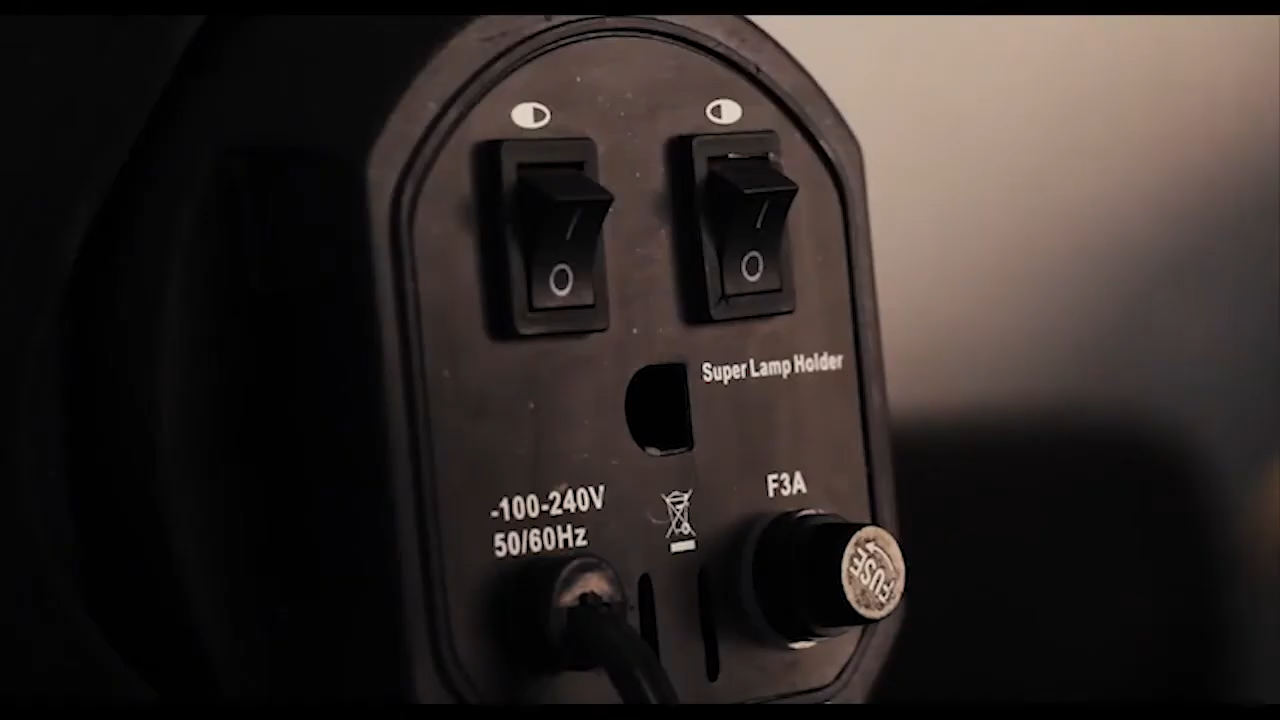 /
/
O
O
Super Lamp Holder
F3A
-100-240V
50/60Hz
FUSE